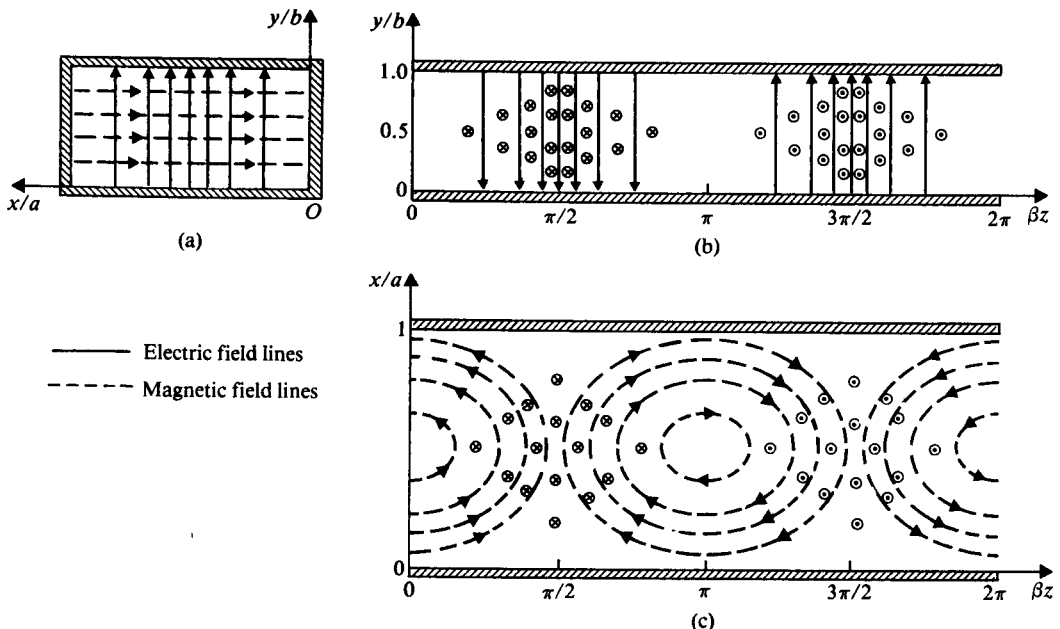 y/b
x/a
O
(a)
y/b
1.0
0.5
0
0
π/2
π
3π/2
2π
βz
(b)
Electric field lines
Magnetic field lines
x/a
1
0
0
π/2
π
3π/2
2π
βz
(c)